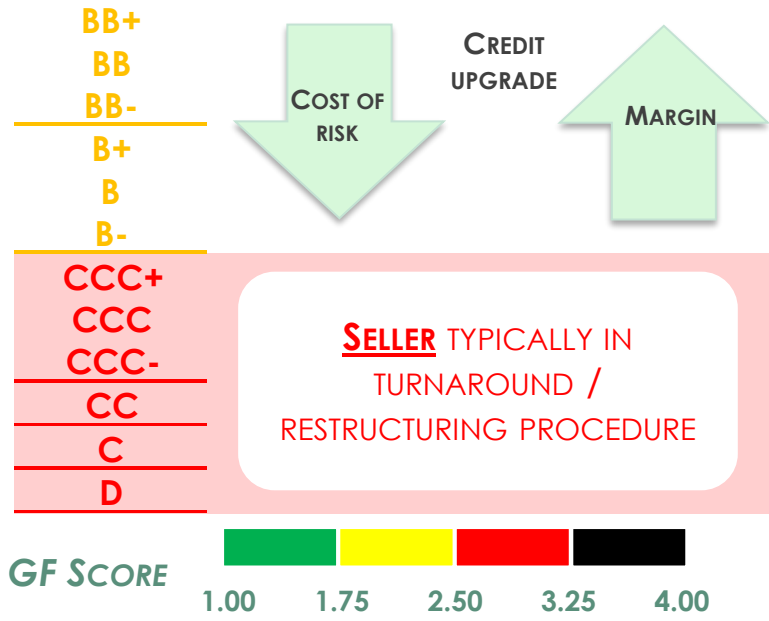 BB+
BB
BB-
B+
B
B-
CCC+
CCC
CCC-
CC
C
D
COST OF
RISK
CREDIT
UPGRADE
MARGIN
SELLER TYPICALLY IN
TURNAROUND /
RESTRUCTURING PROCEDURE
GF SCORE
1.00 1.75 2.50 3.25 4.00